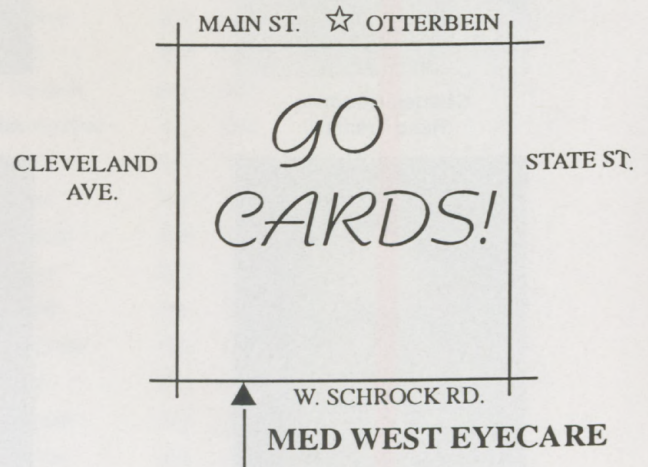 MAIN ST. ☆ OTTERBEIN
GO
CARDS!
CLEVELAND
AVE.
STATE ST.
W. SCHROCK RD.
MED WEST EYECARE